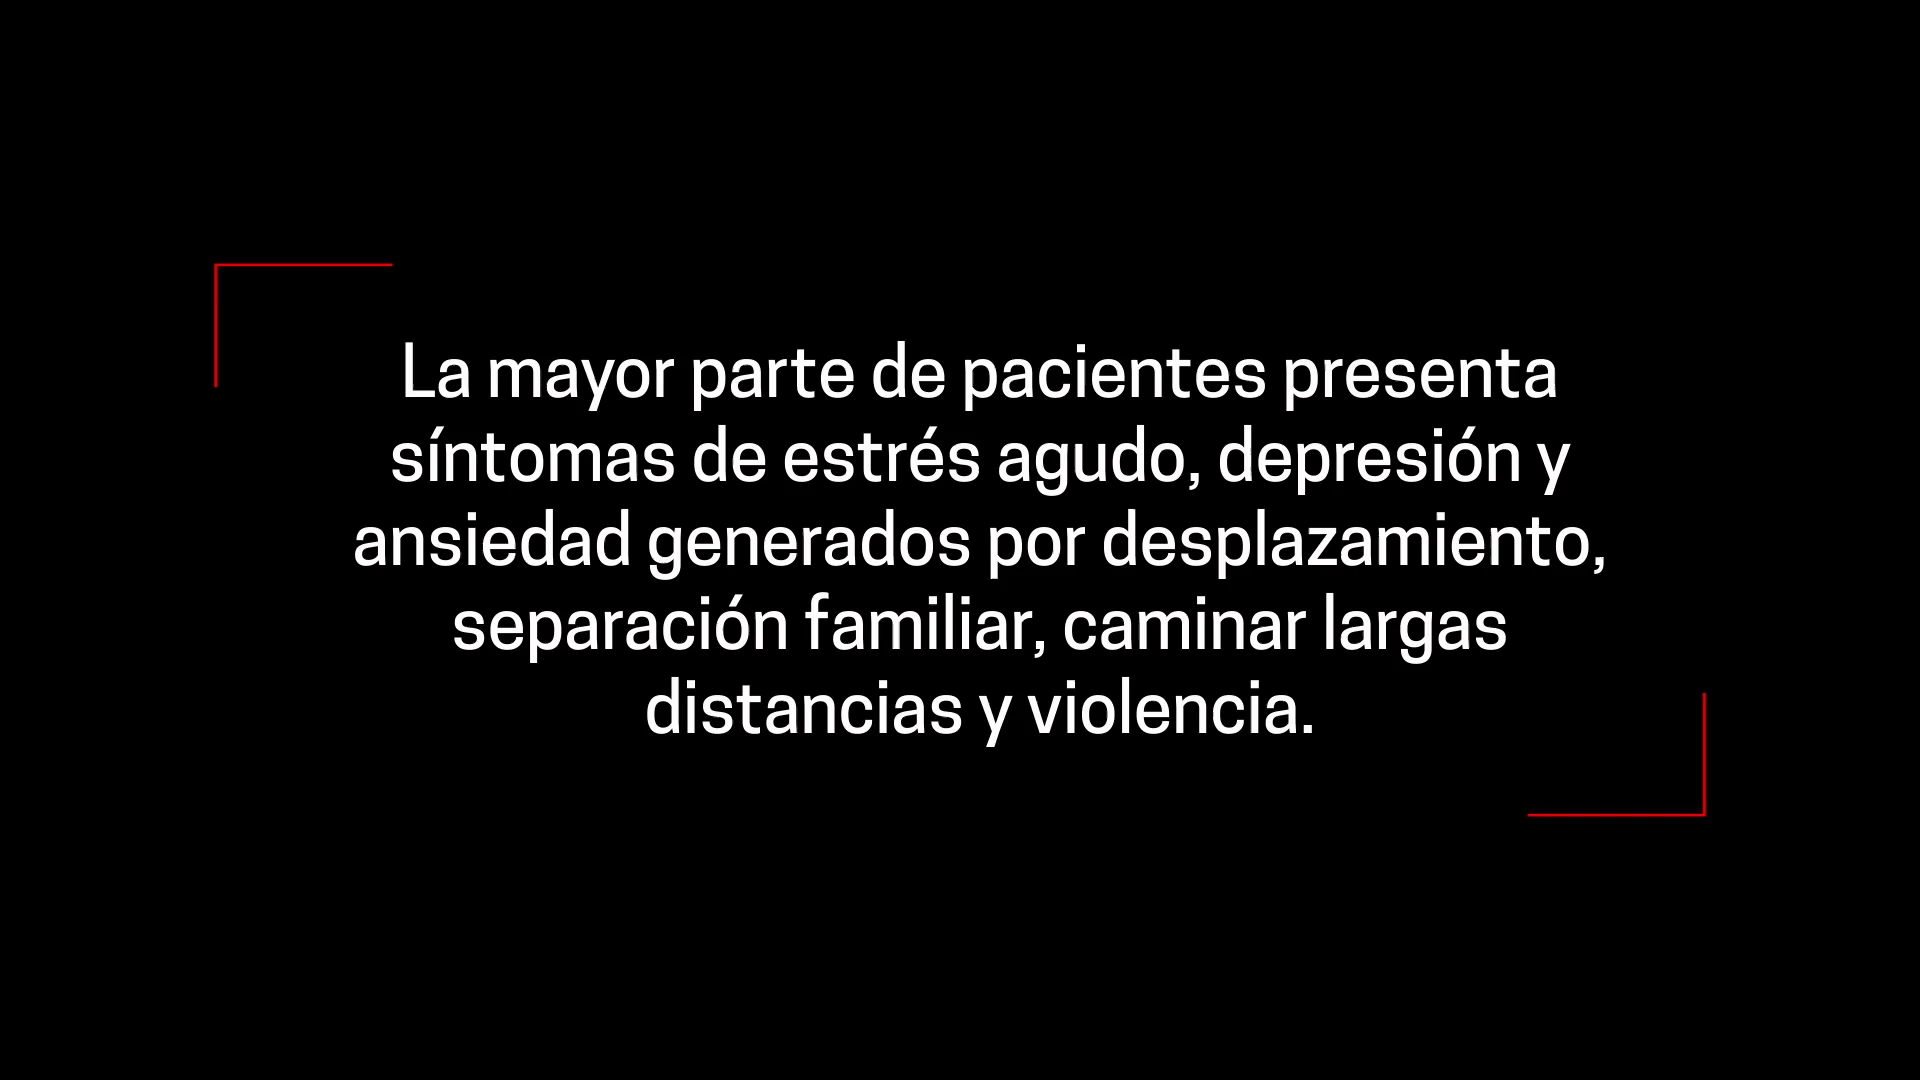 La mayor parte de pacientes presenta
síntomas de estrés agudo, depresión y
ansiedad generados por desplazamiento,
separación familiar, caminar largas
distancias y violencia.